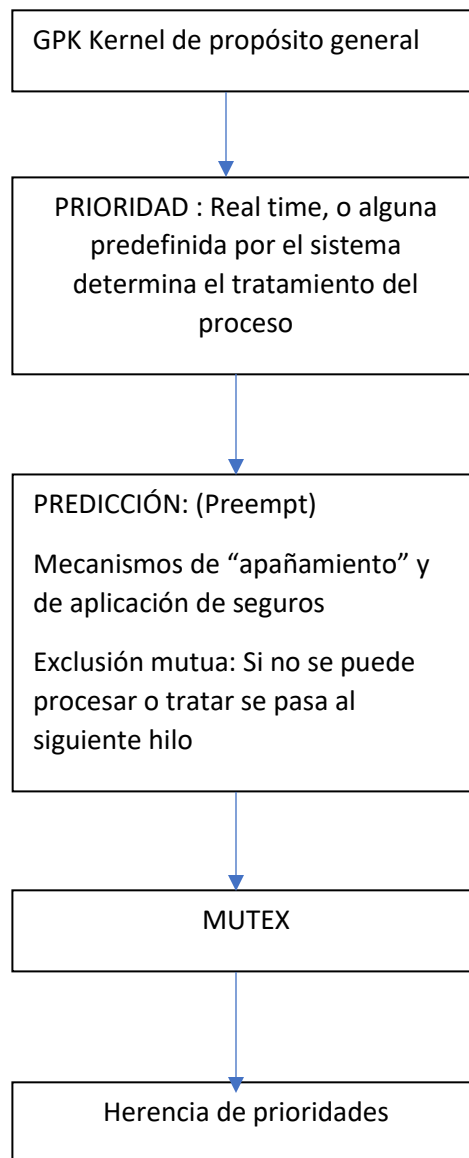 GPK Kernel de propósito general
PRIORIDAD : Real time, o alguna
predefinida por el sistema
determina el tratamiento del
proceso
PREDICCIÓN: (Preempt)
Mecanismos de “apañamiento” y
de aplicación de seguros
Exclusión mutua: Si no se puede
procesar o tratar se pasa al
siguiente hilo
MUTEX
Herencia de prioridades